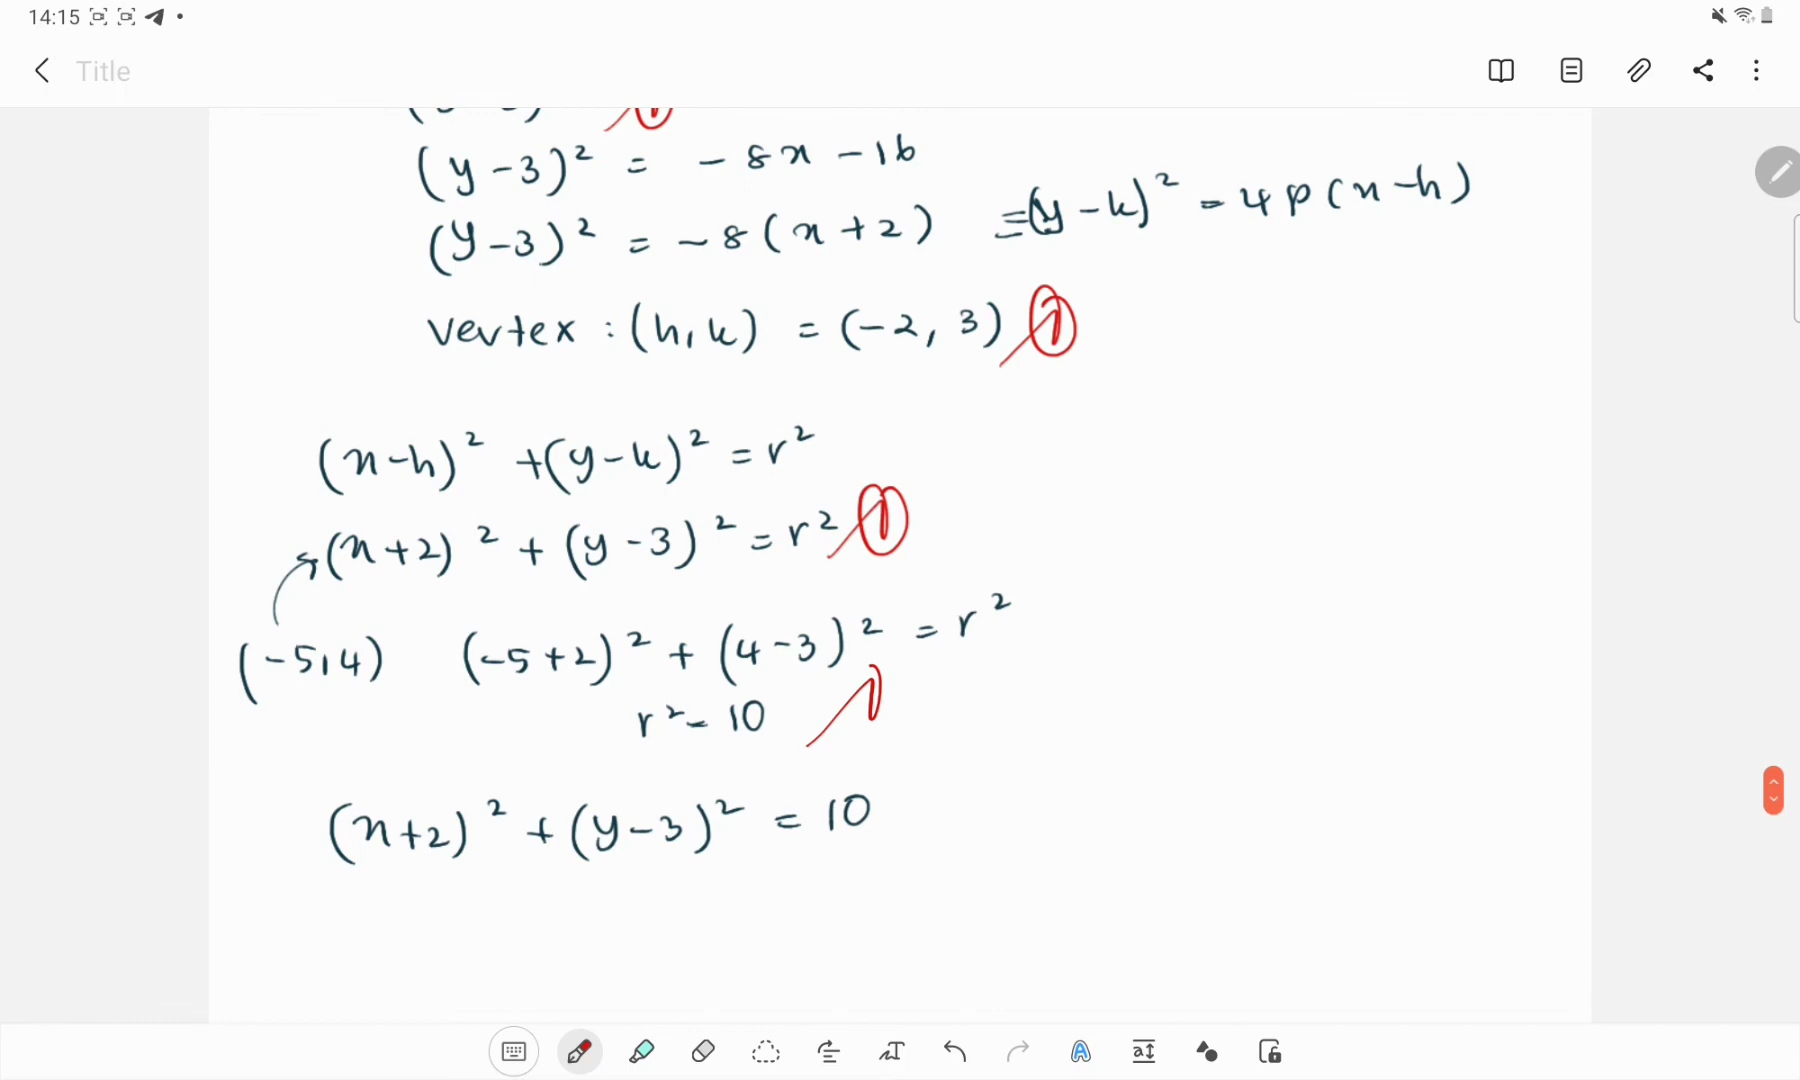 14:15
Title
(y-3)² = -8x -16
(y-3)² = -8(x+2) =(y-k)² = 4p(x-h)
vertex : (h,k) = (-2, 3) 1
(x-h)² +(y-k)² = r²
(x+2)² + (y-3)² = r² 1
(-5,4) (-5+2)² + (4-3)² = r²
r² = 10 1
(x+2)² + (y-3)² = 10